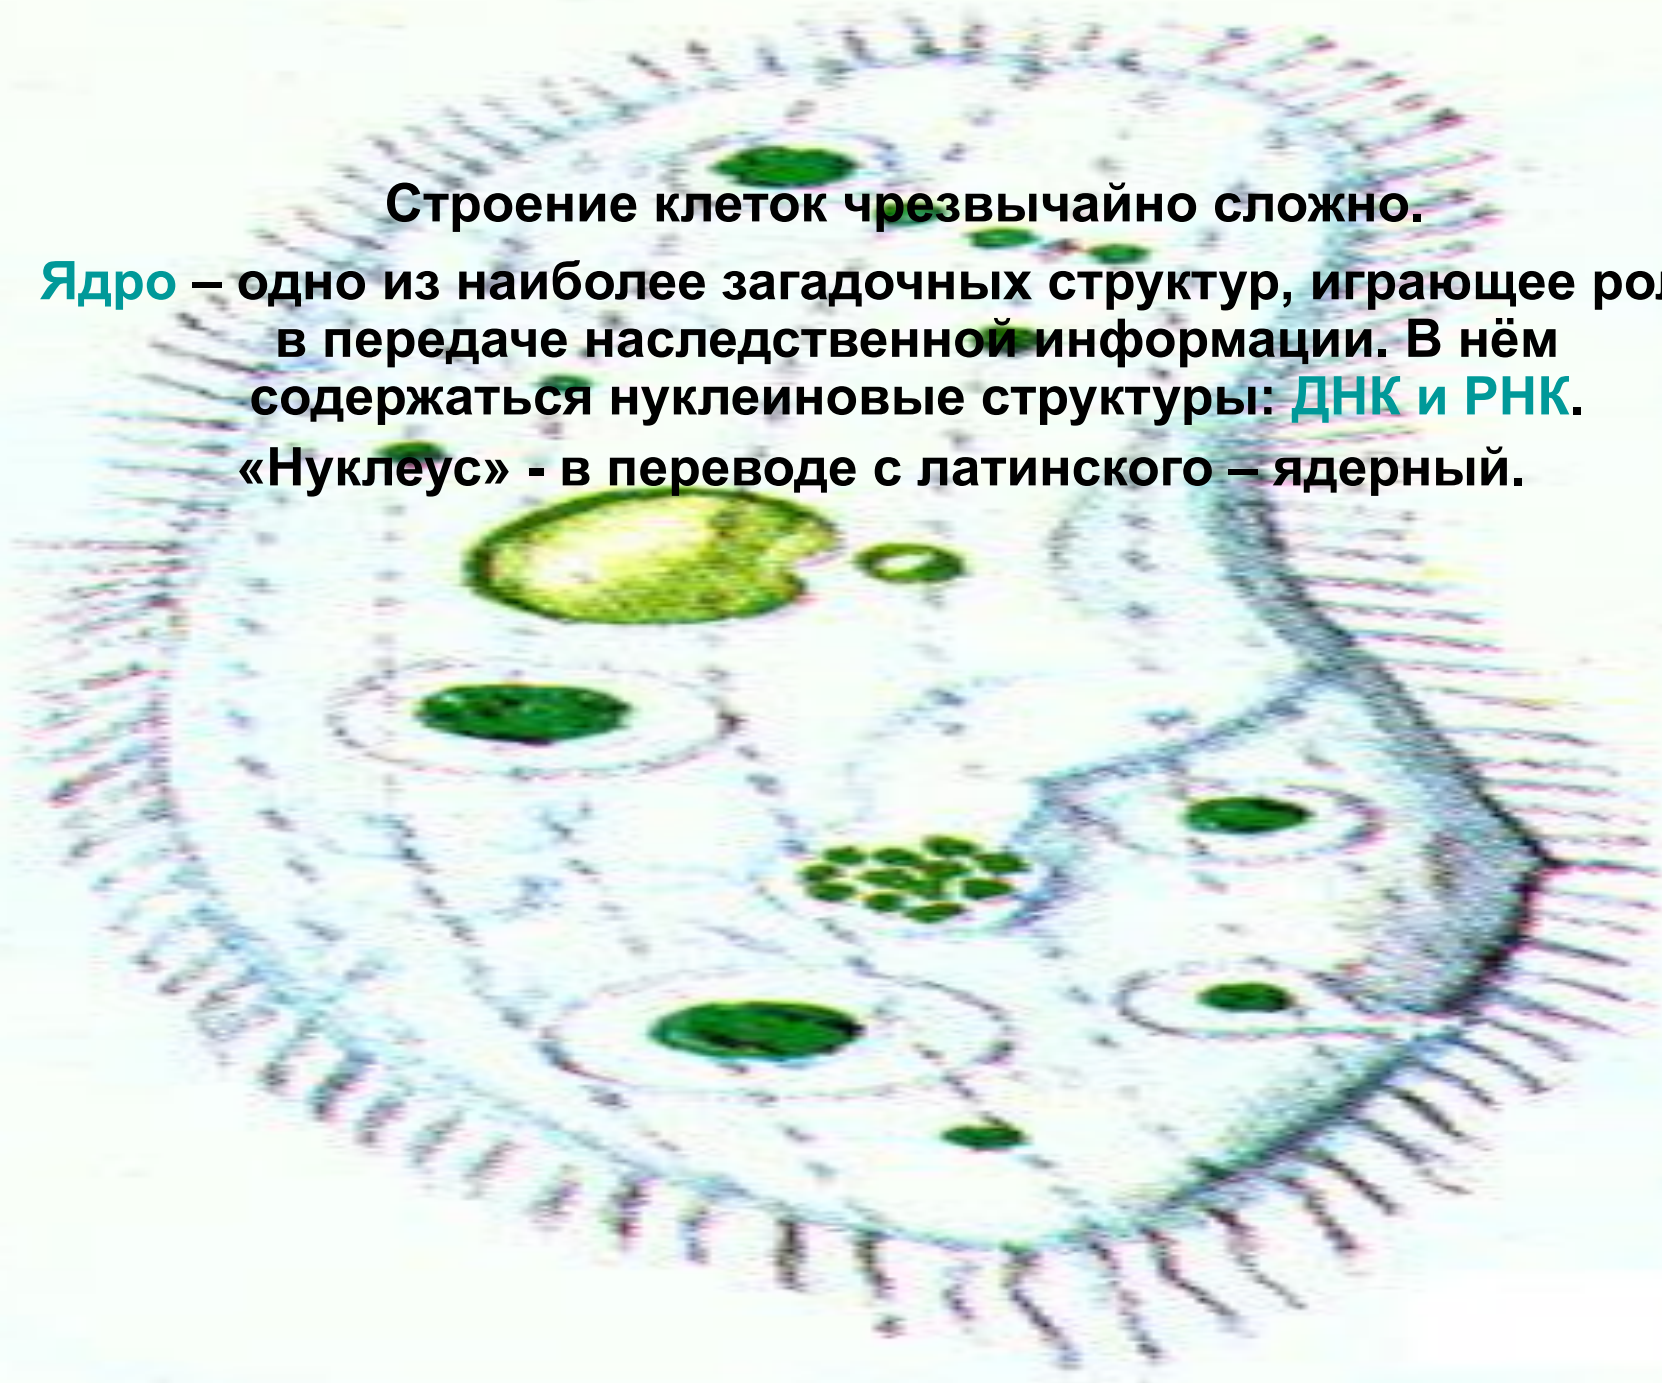 Строение клеток чрезвычайно сложно.
Ядро – одно из наиболее загадочных структур, играющее
в передаче наследственной информации. В нём
содержаться нуклеиновые структуры: ДНК и РНК.
«Нуклеус» - в переводе с латинского – ядерный.